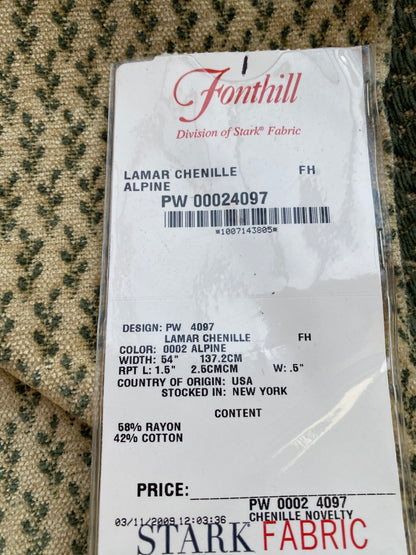 Fonthill
Division of Stark® Fabric
LAMAR CHENILLE FH
ALPINE
PW 00024097
*1007143805*
DESIGN: PW 4097
LAMAR CHENILLE FH
COLOR: 0002 ALPINE
WIDTH: 54" 137.2CM
RPT L: 1.5" 2.5CMCM W: .5"
COUNTRY OF ORIGIN: USA
STOCKED IN: NEW YORK
CONTENT
58% RAYON
42% COTTON
PRICE:
PW 0002 4097
03/11/2009 12:03:36 CHENILLE NOVELTY
STARK FABRIC